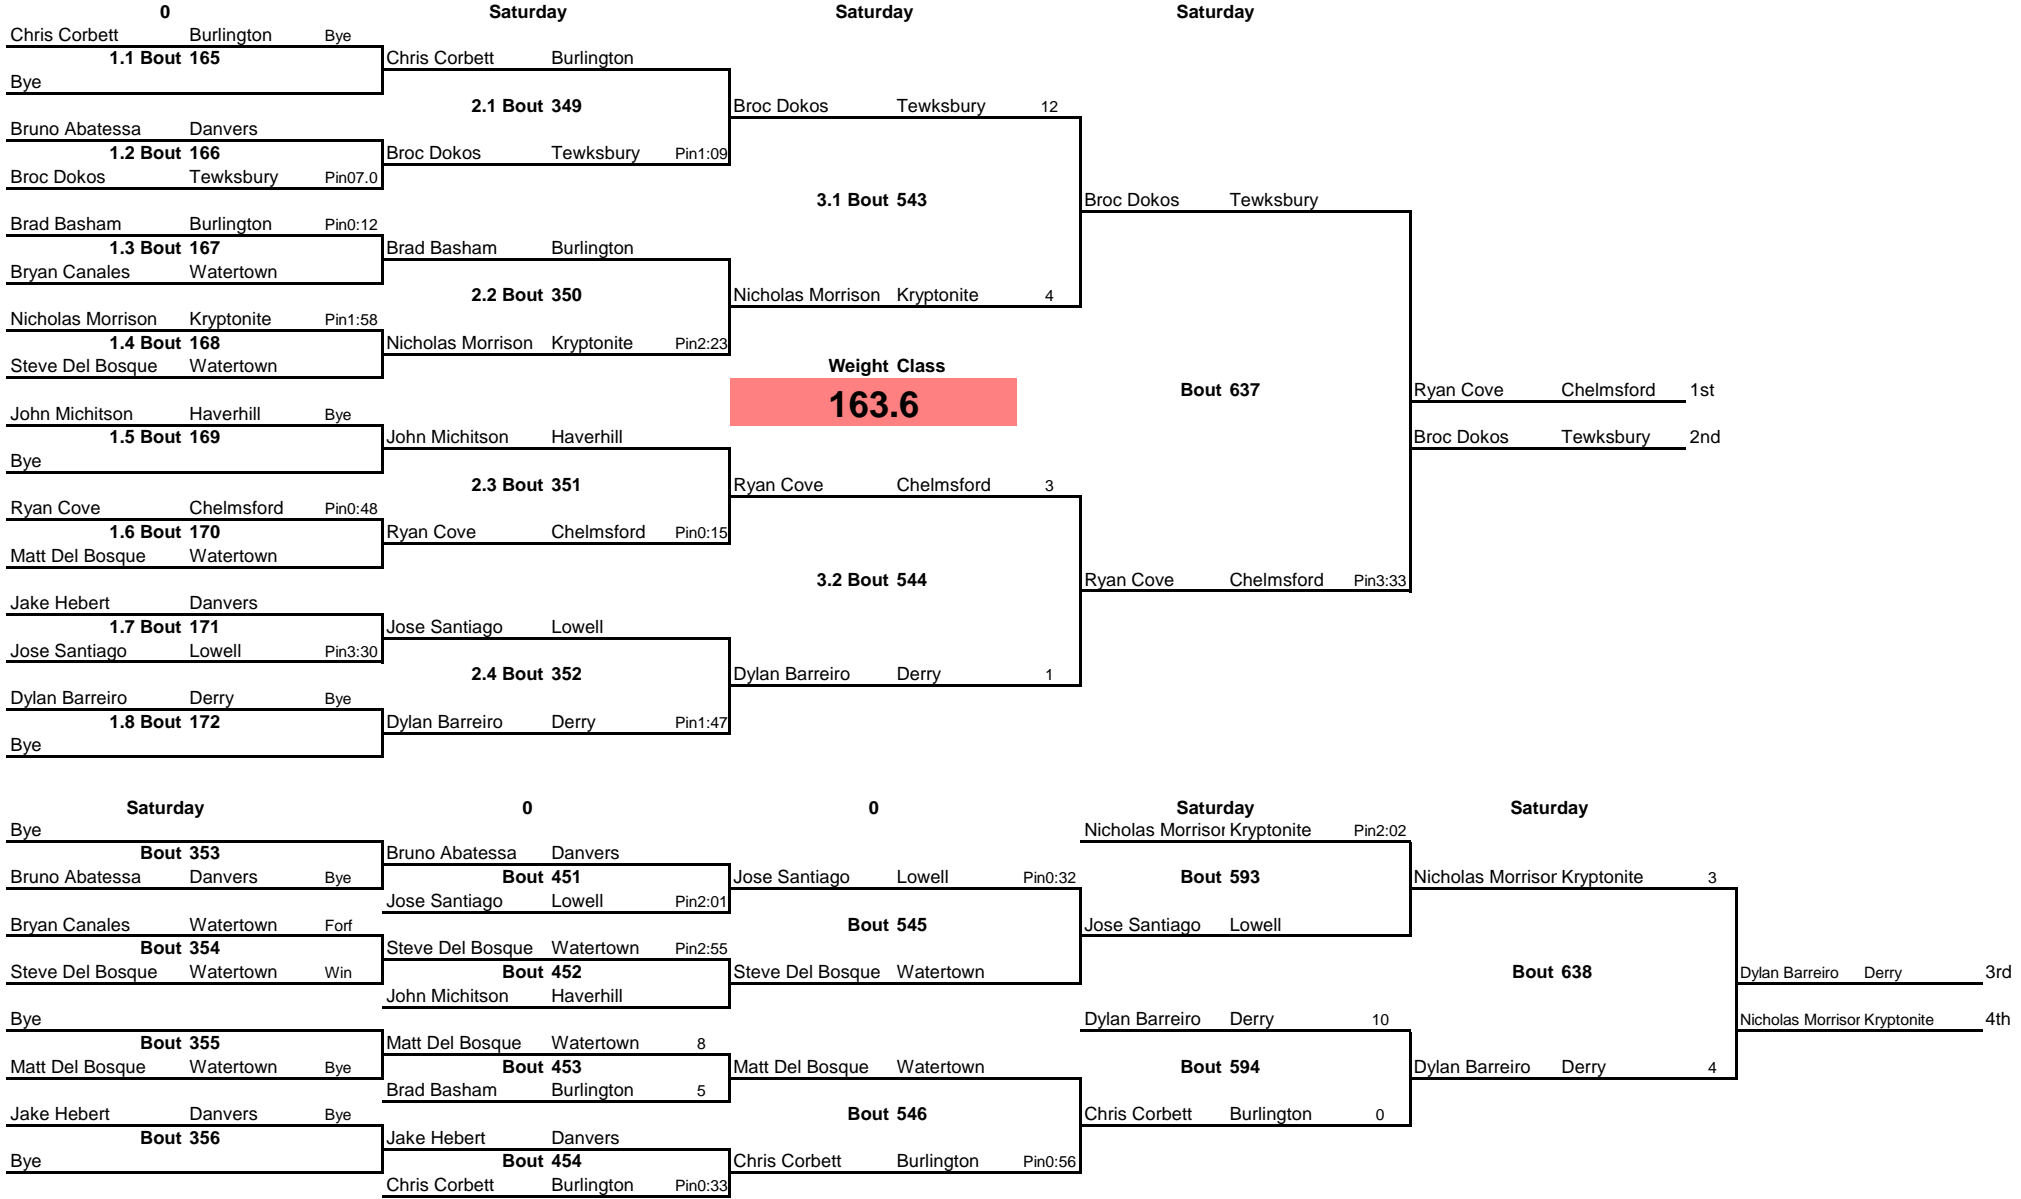 0 Saturday Saturday Saturday
Chris Corbett Burlington Bye
1.1 Bout 165 Chris Corbett Burlington
Bye
2.1 Bout 349 Broc Dokos Tewksbury 12
Bruno Abatessa Danvers
1.2 Bout 166 Broc Dokos Tewksbury Pin1:09
Broc Dokos Tewksbury Pin07.0
3.1 Bout 543 Broc Dokos Tewksbury
Brad Basham Burlington Pin0:12
1.3 Bout 167 Brad Basham Burlington
Bryan Canales Watertown
2.2 Bout 350 Nicholas Morrison Kryptonite 4
Nicholas Morrison Kryptonite Pin1:58
1.4 Bout 168 Nicholas Morrison Kryptonite Pin2:23
Steve Del Bosque Watertown Weight Class
Bout 637 Ryan Cove Chelmsford 1st
163.6
John Michitson Haverhill Bye
1.5 Bout 169 John Michitson Haverhill Broc Dokos Tewksbury 2nd
Bye
2.3 Bout 351 Ryan Cove Chelmsford 3
Ryan Cove Chelmsford Pin0:48
1.6 Bout 170 Ryan Cove Chelmsford Pin0:15
Matt Del Bosque Watertown
3.2 Bout 544 Ryan Cove Chelmsford Pin3:33
Jake Hebert Danvers
1.7 Bout 171 Jose Santiago Lowell
Jose Santiago Lowell Pin3:30
2.4 Bout 352 Dylan Barreiro Derry 1
Dylan Barreiro Derry Bye
1.8 Bout 172 Dylan Barreiro Derry Pin1:47
Bye
Saturday 0 0 Saturday Saturday
Bye Nicholas Morrisor Kryptonite Pin2:02
Bout 353 Bruno Abatessa Danvers
Bruno Abatessa Danvers Bye Bout 451 Jose Santiago Lowell Pin0:32 Bout 593 Nicholas Morrisor Kryptonite 3
Jose Santiago Lowell Pin2:01
Bryan Canales Watertown Forf Bout 545 Jose Santiago Lowell
Bout 354 Steve Del Bosque Watertown Pin2:55
Steve Del Bosque Watertown Win Bout 452 Steve Del Bosque Watertown Bout 638 Dylan Barreiro Derry 3rd
John Michitson Haverhill
Bye Dylan Barreiro Derry 10 Nicholas Morrisor Kryptonite 4th
Bout 355 Matt Del Bosque Watertown 8
Matt Del Bosque Watertown Bye Bout 453 Matt Del Bosque Watertown Bout 594 Dylan Barreiro Derry 4
Brad Basham Burlington 5
Jake Hebert Danvers Bye Bout 546 Chris Corbett Burlington 0
Bout 356 Jake Hebert Danvers
Bye Bout 454 Chris Corbett Burlington Pin0:56
Chris Corbett Burlington Pin0:33